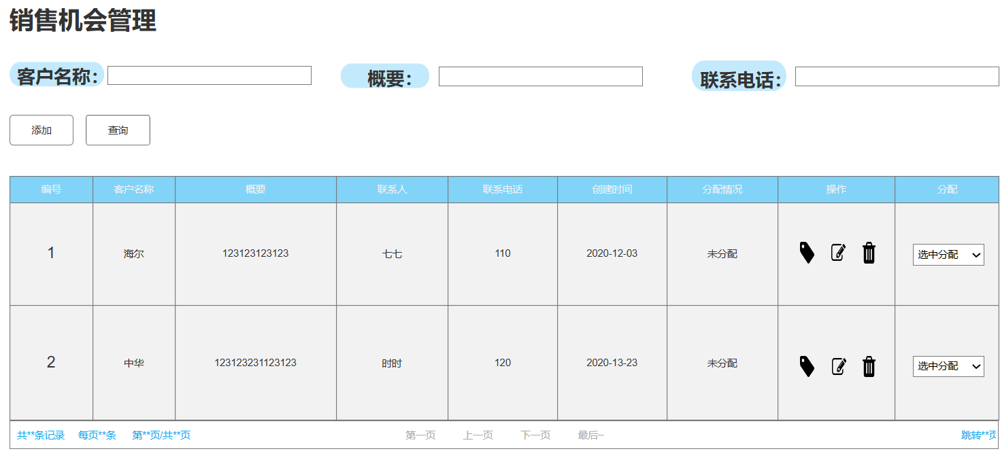 销售机会管理
客户名称： 概要： 联系电话：
添加 查询
编号 客户名称 概要 联系人 联系电话 创建时间 分配情况 操作 分配
1 海尔 123123123123 七七 110 2020-12-03 未分配 选中分配
2 中华 123123231123123 时时 120 2020-13-23 未分配 选中分配
共**条记录 每页**条 第**页/共**页 第一页 上一页 下一页 最后一 跳转**页